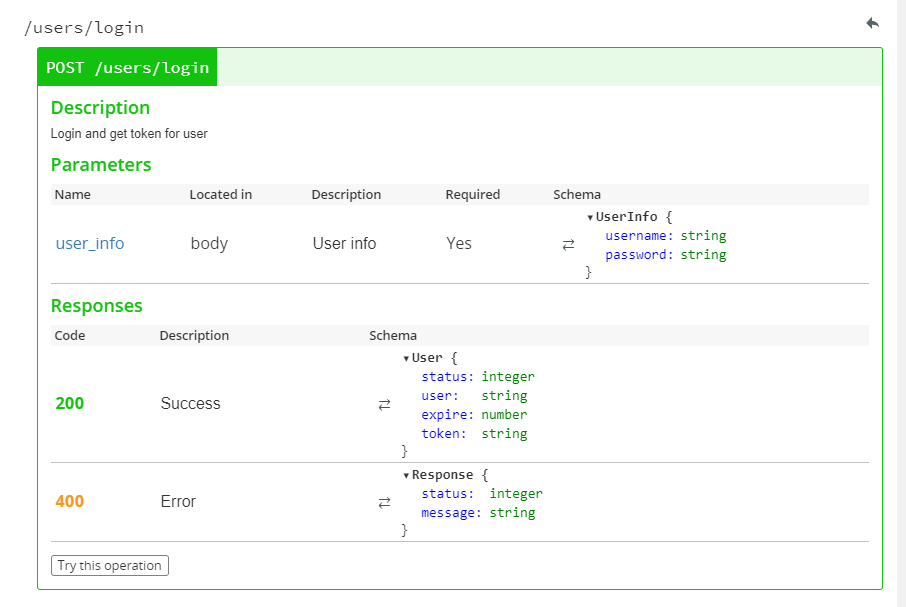 /users/login
POST /users/login
Description
Login and get token for user
Parameters
Name Located in Description Required Schema
user_info body User info Yes ⇄ ▾UserInfo {
username: string
password: string
}
Responses
Code Description Schema
200 Success ⇄ ▾User {
status: integer
user: string
expire: number
token: string
}
400 Error ⇄ ▾Response {
status: integer
message: string
}
Try this operation